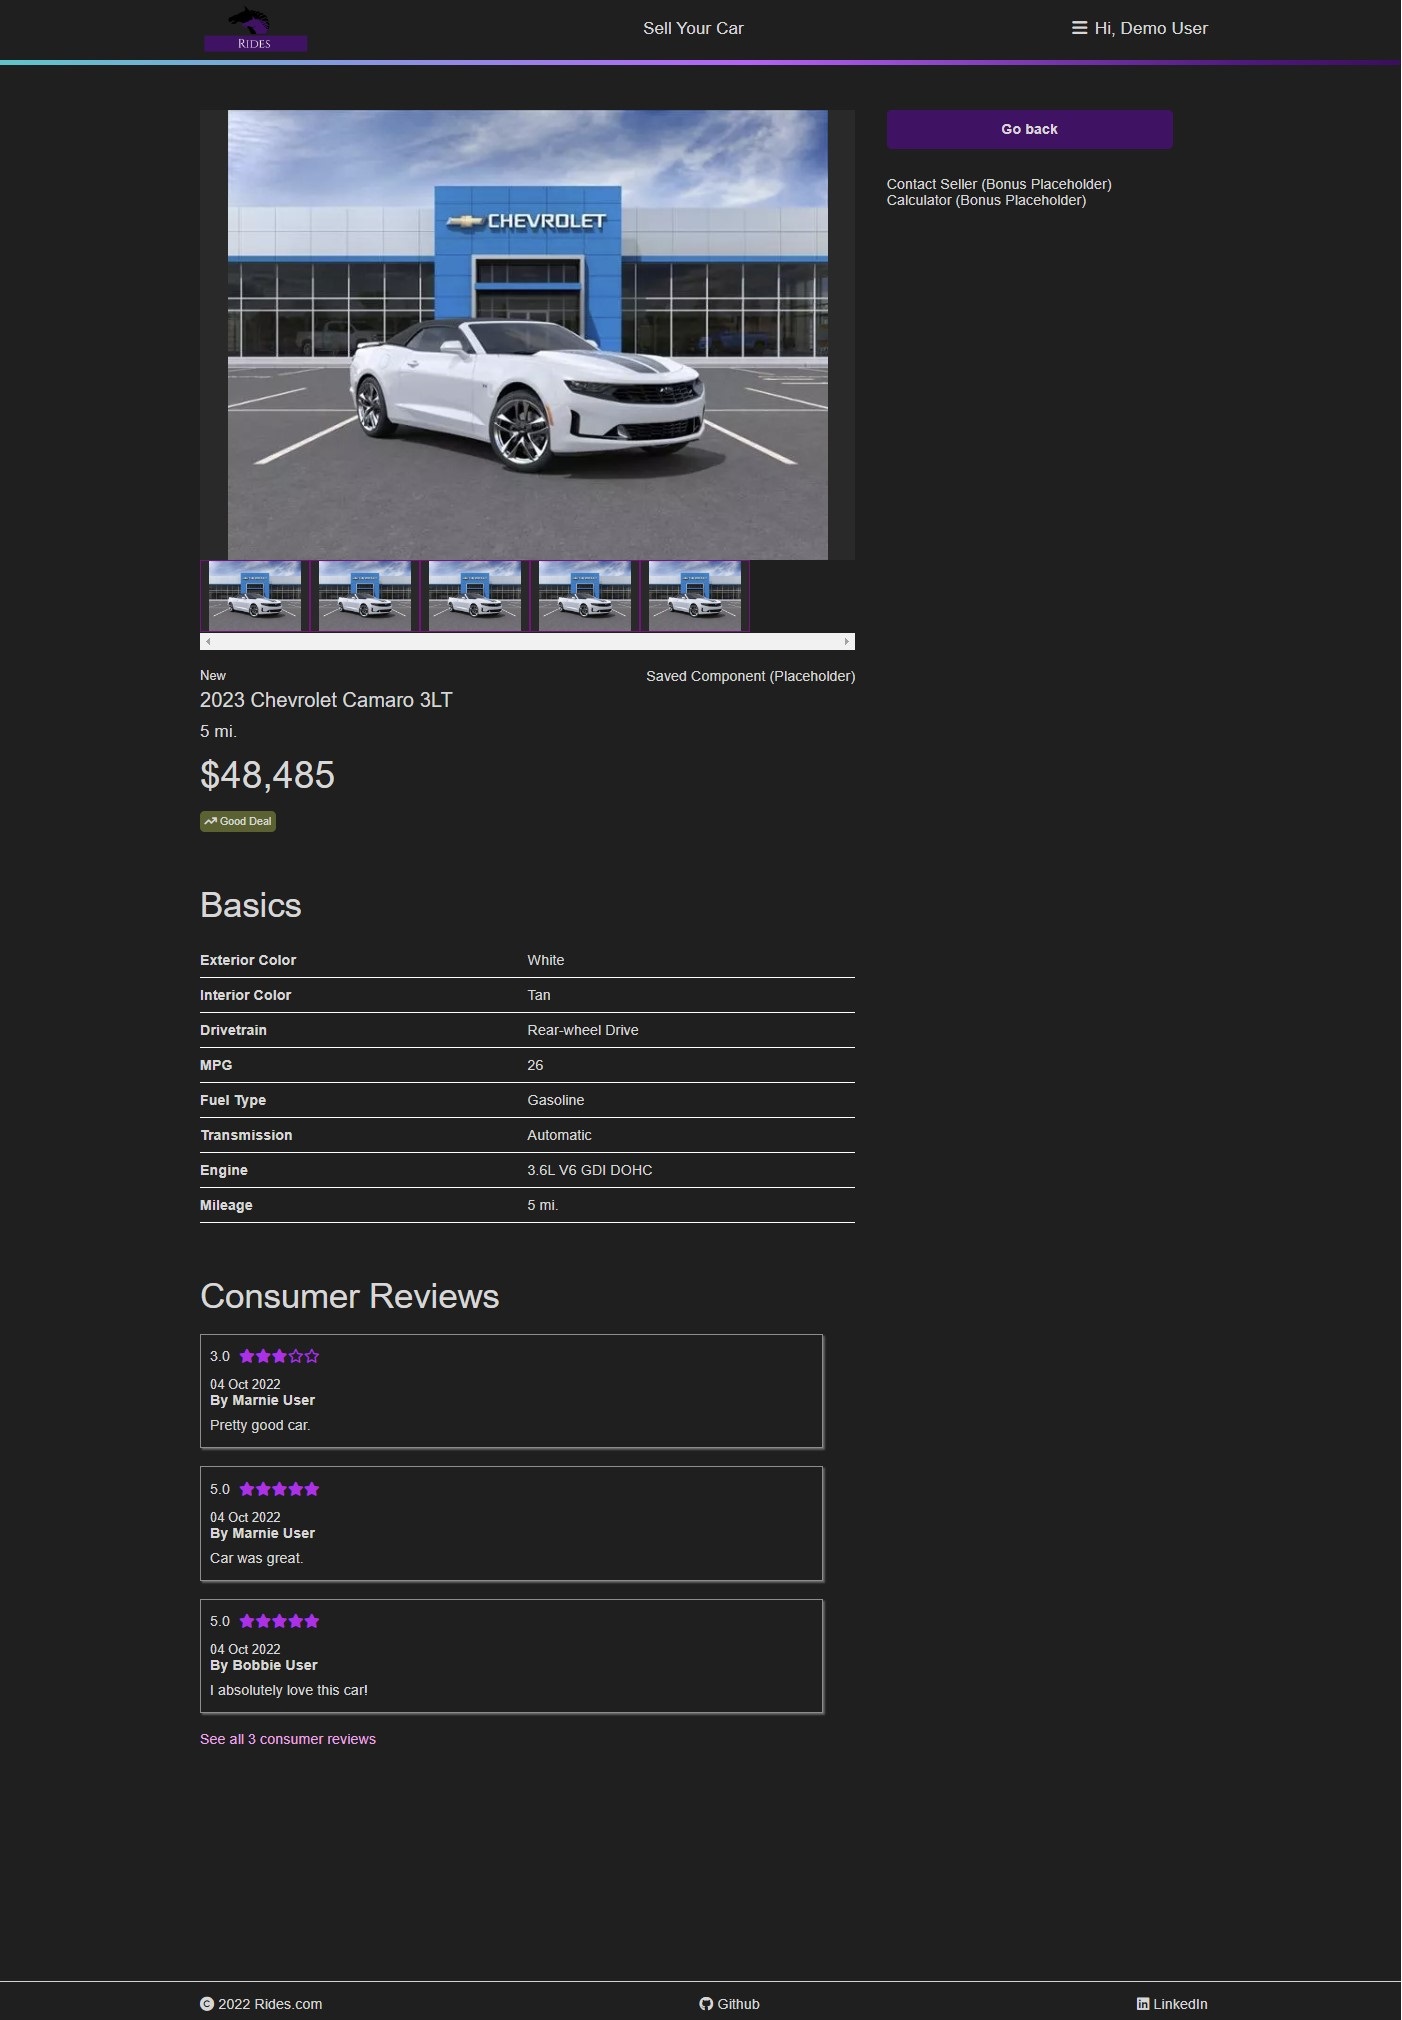 RIDES
Sell Your Car
Hi, Demo User
CHEVROLET
Go back
Contact Seller (Bonus Placeholder)
Calculator (Bonus Placeholder)
New
Saved Component (Placeholder)
2023 Chevrolet Camaro 3LT
5 mi.
$48,485
Good Deal
Basics
Exterior Color White
Interior Color Tan
Drivetrain Rear-wheel Drive
MPG 26
Fuel Type Gasoline
Transmission Automatic
Engine 3.6L V6 GDI DOHC
Mileage 5 mi.
Consumer Reviews
3.0
04 Oct 2022
By Marnie User
Pretty good car.
5.0
04 Oct 2022
By Marnie User
Car was great.
5.0
04 Oct 2022
By Bobbie User
I absolutely love this car!
See all 3 consumer reviews
© 2022 Rides.com
Github
LinkedIn